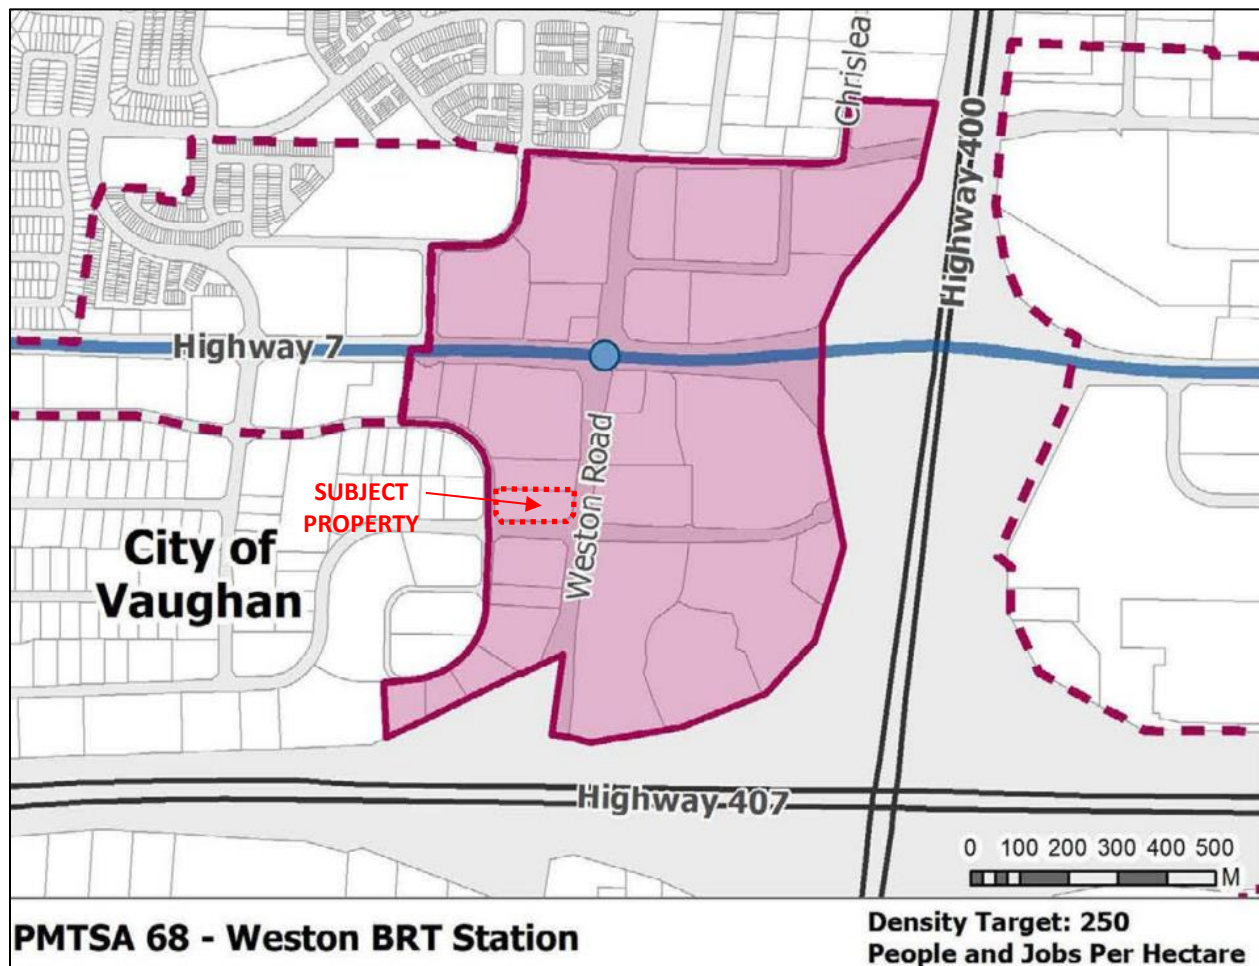 Chrislea
Highway 400
Highway 7
Weston Road
SUBJECT
PROPERTY
City of
Vaughan
Highway 407
0 100 200 300 400 500
M
PMTSA 68 - Weston BRT Station
Density Target: 250
People and Jobs Per Hectare